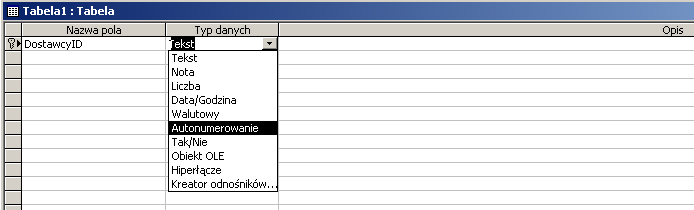 Tabela1 : Tabela
Nazwa pola Typ danych Opis
DostawcyID Tekst
Tekst
Nota
Liczba
Data/Godzina
Walutowy
Autonumerowanie
Tak/Nie
Obiekt OLE
Hiperłącze
Kreator odnośników...